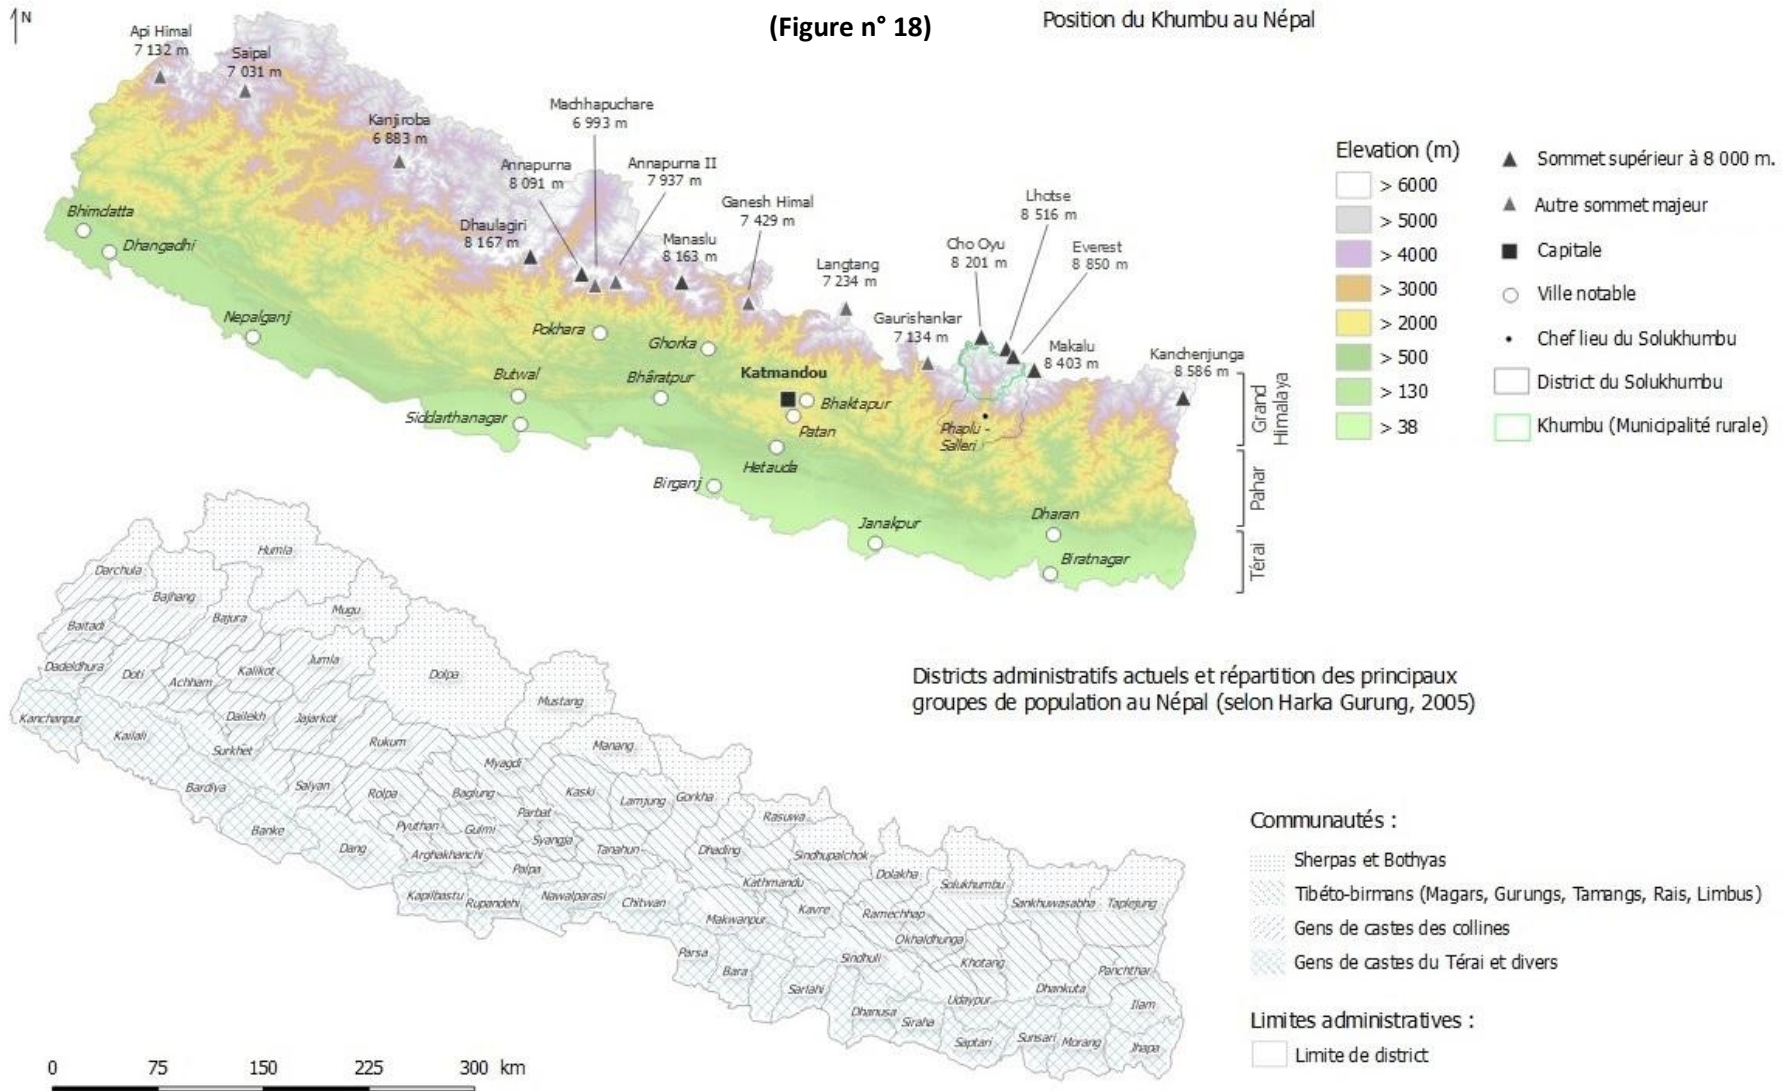 N
(Figure n° 18)
Position du Khumbu au Népal
Api Himal
7 132 m
Saipal
7 031 m
Kanjiroba
6 883 m
Machhapuchare
6 993 m
Annapurna
8 091 m
Annapurna II
7 937 m
Ganesh Himal
7 429 m
Dhaulagiri
8 167 m
Manaslu
8 163 m
Langtang
7 234 m
Gaurishankar
7 134 m
Cho Oyu
8 201 m
Lhotse
8 516 m
Everest
8 850 m
Makalu
8 403 m
Kanchenjunga
8 586 m
Bhimdatta
Dhangadhi
Nepalganj
Pokhara
Ghorka
Butwal
Bhâratpur
Katmandou
Bhaktapur
Patan
Siddarthanagar
Hetauda
Birganj
Phaplu -
Salleri
Janakpur
Dharan
Biratnagar
Grand
Himalaya
Pahar
Térai
Elevation (m)
> 6000
> 5000
> 4000
> 3000
> 2000
> 500
> 130
> 38
Sommet supérieur à 8 000 m.
Autre sommet majeur
Capitale
Ville notable
Chef lieu du Solukhumbu
District du Solukhumbu
Khumbu (Municipalité rurale)
Districts administratifs actuels et répartition des principaux
groupes de population au Népal (selon Harka Gurung, 2005)
Humla
Darchula
Bajhang
Bajura
Mugu
Baitadi
Dadeldhura
Doti
Achham
Kalikot
Jumla
Dolpa
Mustang
Kanchanpur
Kailali
Dailekh
Jajarkot
Surkhet
Rukum
Manang
Myagdi
Bardiya
Salyan
Rolpa
Baglung
Kaski
Lamjung
Gorkha
Parbat
Rasuwa
Banke
Dang
Pyuthan
Gulmi
Syangja
Tanahun
Dhading
Sindhupalchok
Arghakhanchi
Palpa
Kathmandu
Dolakha
Solukhumbu
Sankhuwasabha
Taplejung
Kapilbastu
Rupandehi
Nawalparasi
Chitwan
Makwanpur
Kavre
Ramechhap
Okhaldhunga
Parsa
Bara
Sindhuli
Khotang
Panchthar
Sarlahi
Dhankuta
Udaypur
Ilam
Dhanusa
Siraha
Saptari
Sunsari
Morang
Jhapa
Communautés :
Sherpas et Bothyas
Tibéto-birmans (Magars, Gurungs, Tamangs, Rais, Limbus)
Gens de castes des collines
Gens de castes du Térai et divers
Limites administratives :
Limite de district
0 75 150 225 300 km